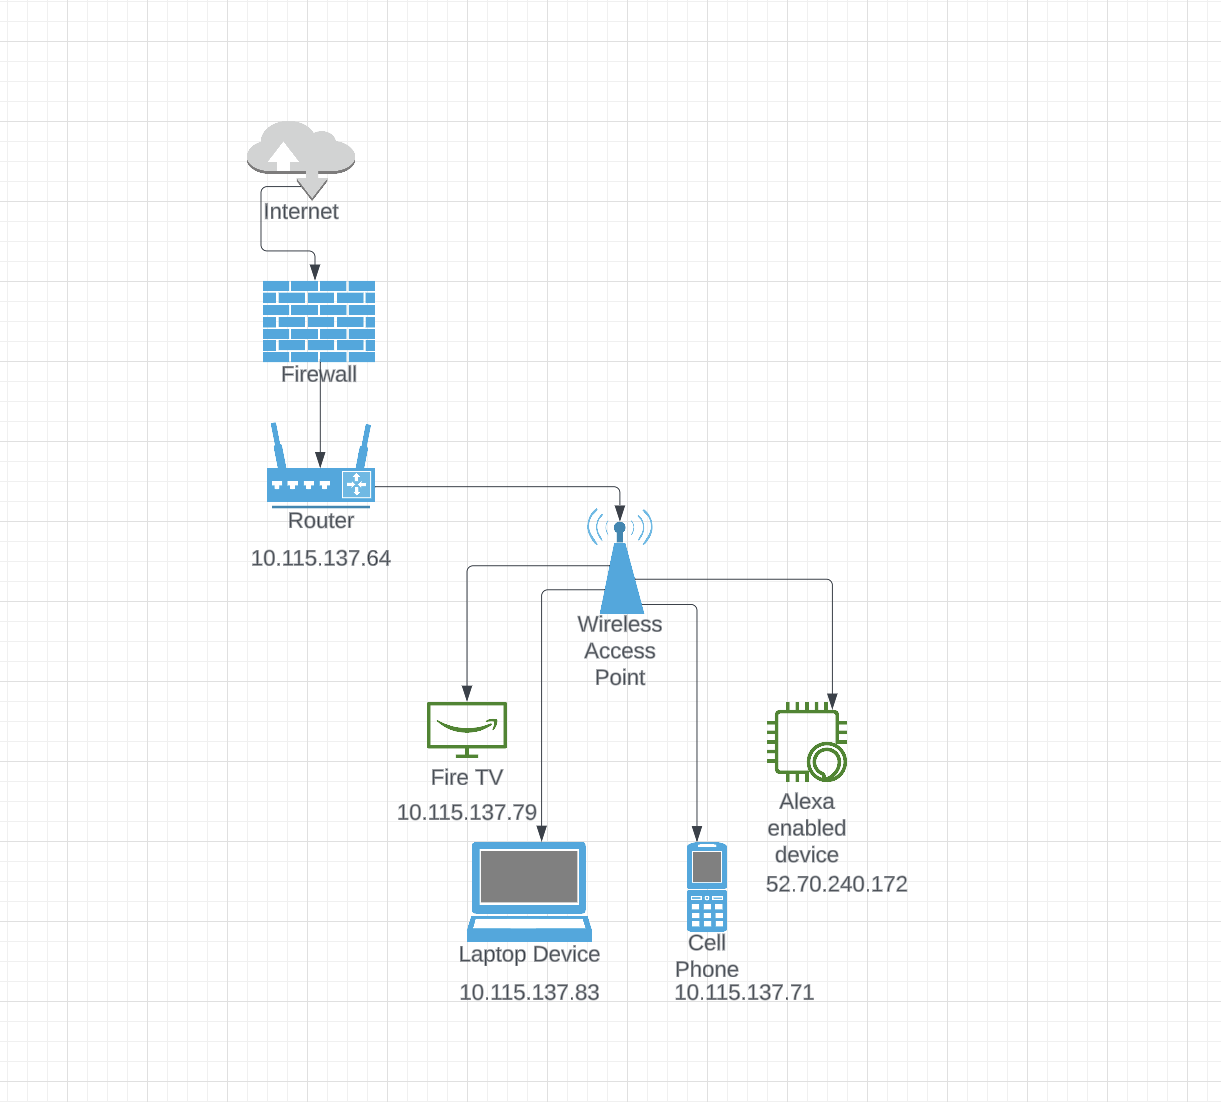 Internet
Firewall
Router
10.115.137.64
Wireless
Access
Point
Fire TV
10.115.137.79
Alexa
enabled
device
52.70.240.172
Laptop Device
10.115.137.83
Cell
Phone
10.115.137.71